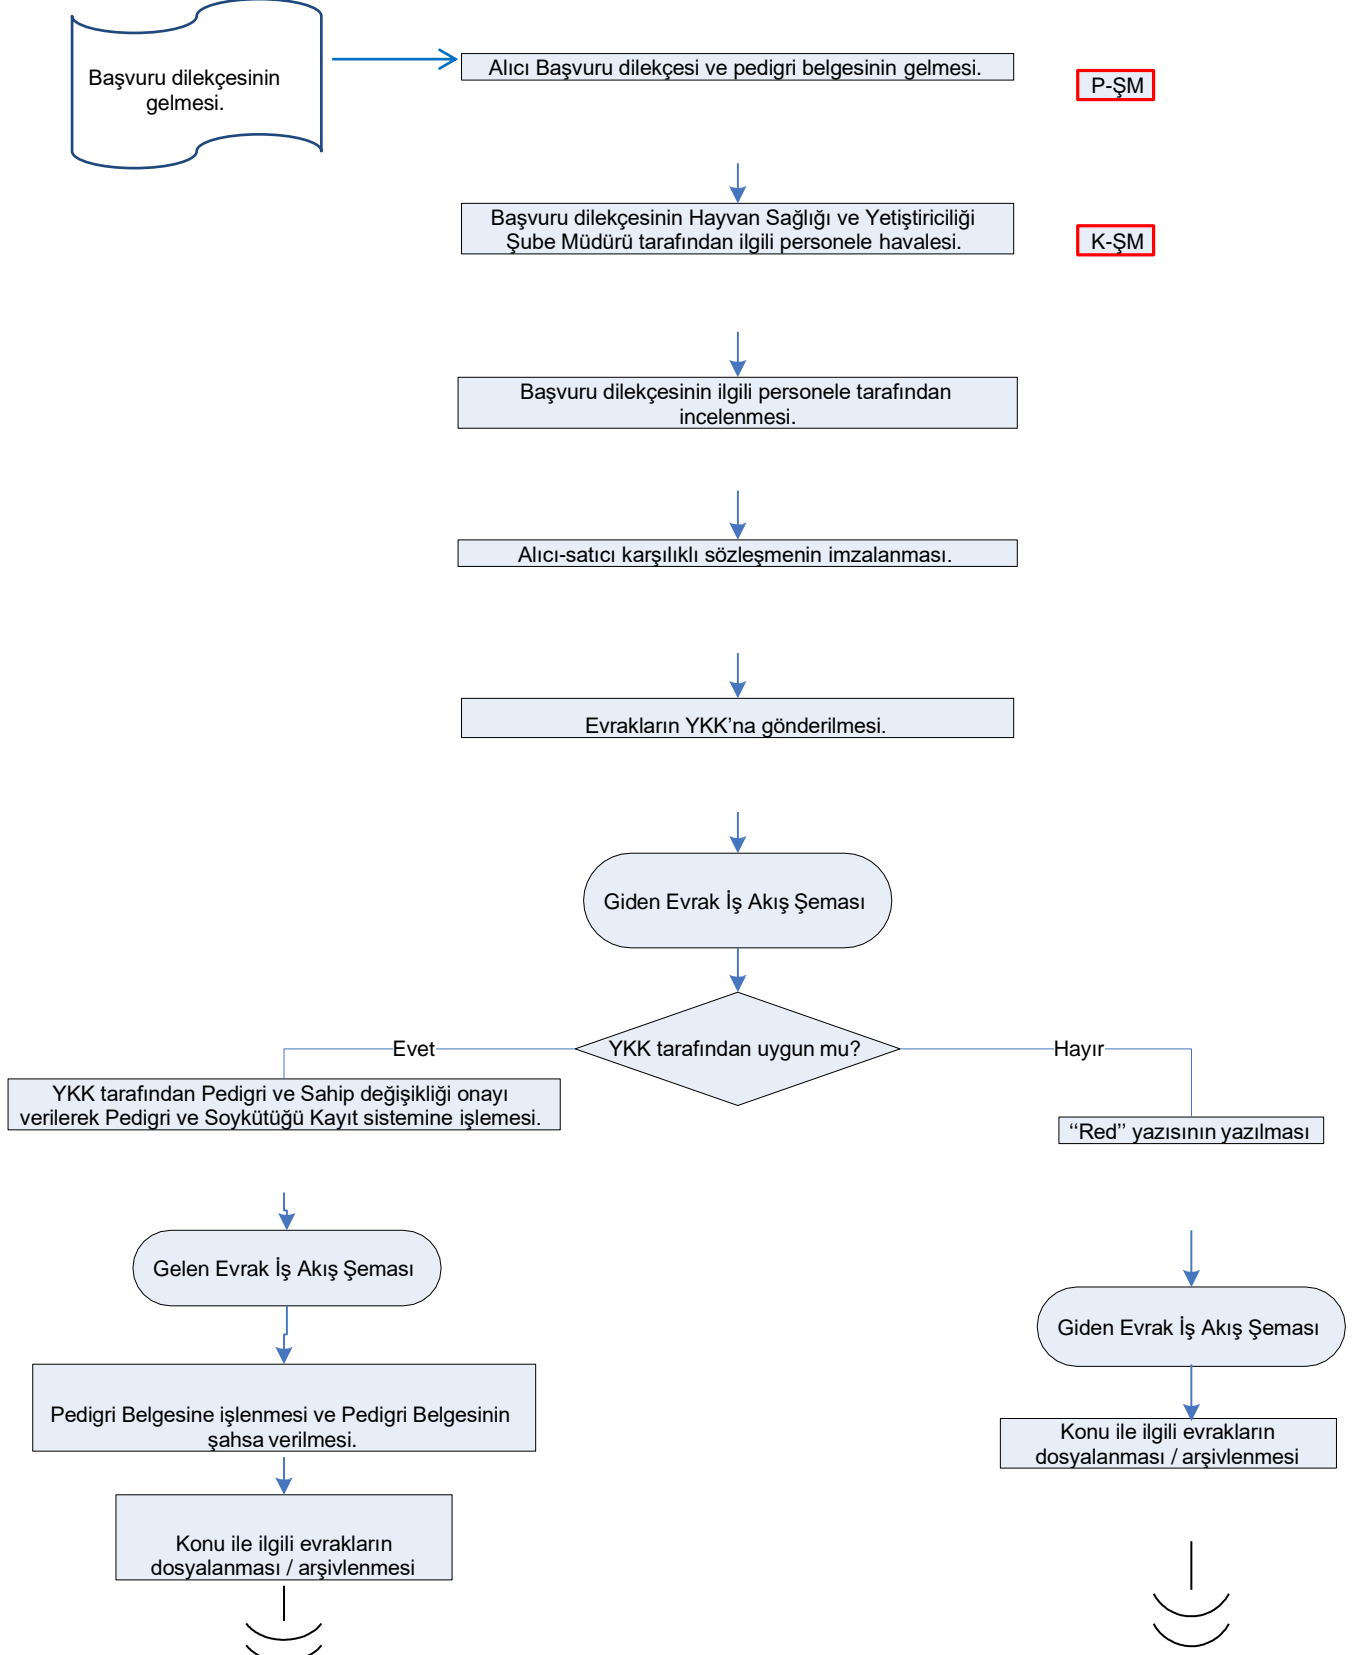 Başvuru dilekçesinin
gelmesi.
Alıcı Başvuru dilekçesi ve pedigri belgesinin gelmesi.
P-ŞM
Başvuru dilekçesinin Hayvan Sağlığı ve Yetiştiriciliği
Şube Müdürü tarafından ilgili personele havalesi.
K-ŞM
Başvuru dilekçesinin ilgili personele tarafından
incelenmesi.
Alıcı-satıcı karşılıklı sözleşmenin imzalanması.
Evrakların YKK’na gönderilmesi.
Giden Evrak İş Akış Şeması
Evet
YKK tarafından uygun mu?
Hayır
YKK tarafından Pedigri ve Sahip değişikliği onayı
verilerek Pedigri ve Soykütüğü Kayıt sistemine işlemesi.
‘‘Red’’ yazısının yazılması
Gelen Evrak İş Akış Şeması
Giden Evrak İş Akış Şeması
Pedigri Belgesine işlenmesi ve Pedigri Belgesinin
şahsa verilmesi.
Konu ile ilgili evrakların
dosyalanması / arşivlenmesi
Konu ile ilgili evrakların
dosyalanması / arşivlenmesi